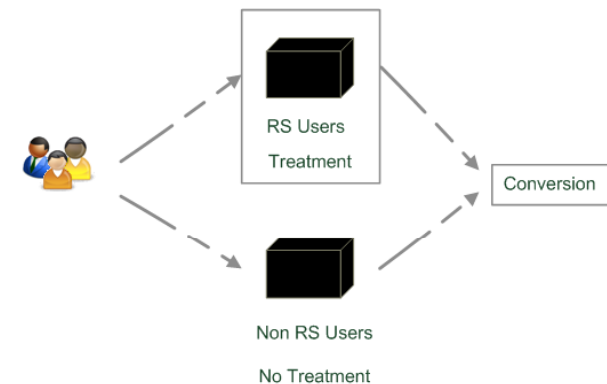 RS Users
Treatment
Conversion
Non RS Users
No Treatment